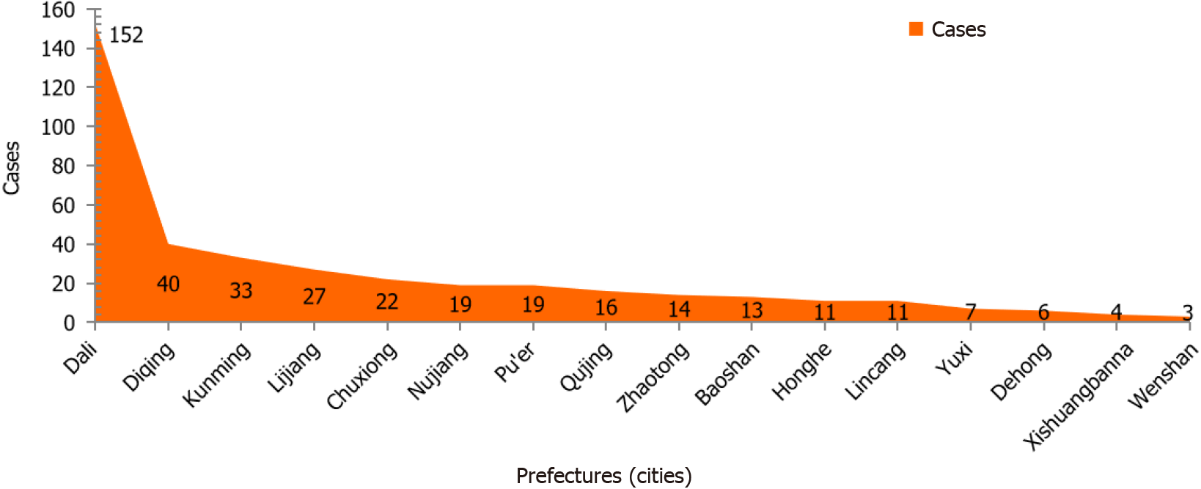 160
140
120
100
80
60
40
20
0
Cases
Cases
152
40
33
27
22
19
19
16
14
13
11
11
7
6
4
3
Dali
Diqing
Kunming
Lijiang
Chuxiong
Nujiang
Pu'er
Qujing
Zhaotong
Baoshan
Honghe
Lincang
Yuxi
Dehong
Xishuangbanna
Wenshan
Prefectures (cities)